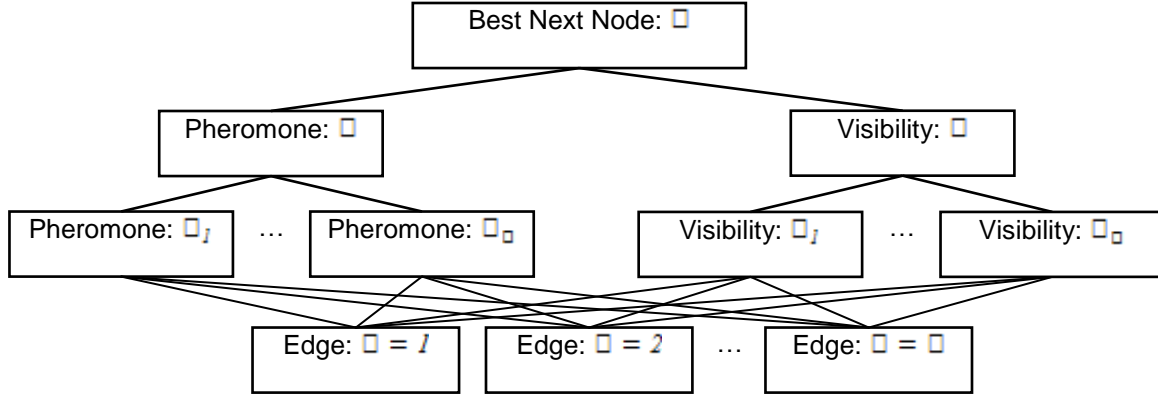 Best Next Node: □
Pheromone: □
Visibility: □
Pheromone: □₁ … Pheromone: □□ Visibility: □₁ … Visibility: □□
Edge: □ = 1 Edge: □ = 2 … Edge: □ = □